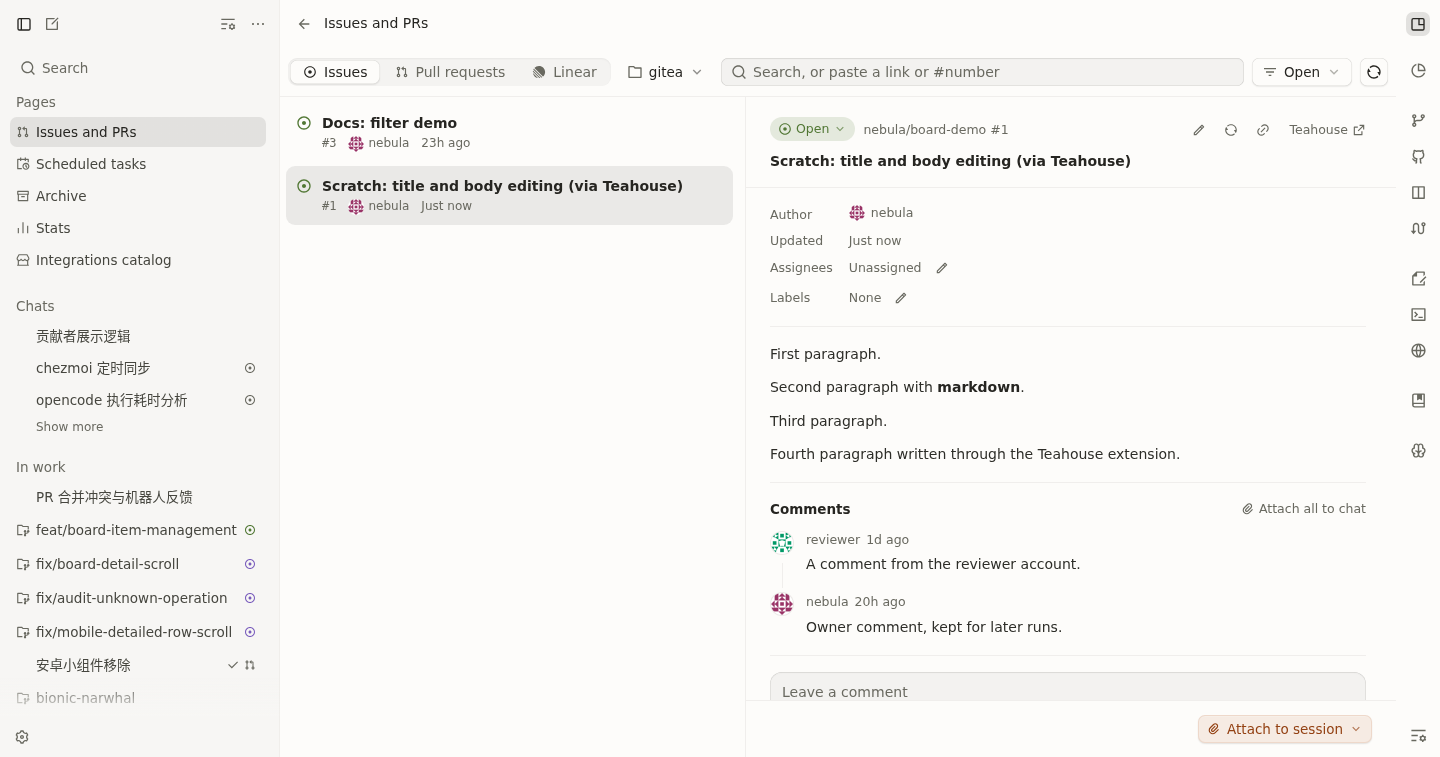 Issues and PRs
Search
Pages
Issues and PRs
Scheduled tasks
Archive
Stats
Integrations catalog
Chats
贡献者展示逻辑
chezmoi 定时同步
opencode 执行耗时分析
Show more
In work
PR 合并冲突与机器人反馈
feat/board-item-management
fix/board-detail-scroll
fix/audit-unknown-operation
fix/mobile-detailed-row-scroll
安卓小组件移除
bionic-narwhal
Issues Pull requests Linear gitea Search, or paste a link or #number Open
Docs: filter demo
#3 nebula 23h ago
Scratch: title and body editing (via Teahouse)
#1 nebula Just now
Open nebula/board-demo #1 Teahouse
Scratch: title and body editing (via Teahouse)
Author nebula
Updated Just now
Assignees Unassigned
Labels None
First paragraph.
Second paragraph with markdown.
Third paragraph.
Fourth paragraph written through the Teahouse extension.
Comments Attach all to chat
reviewer 1d ago
A comment from the reviewer account.
nebula 20h ago
Owner comment, kept for later runs.
Leave a comment
Attach to session